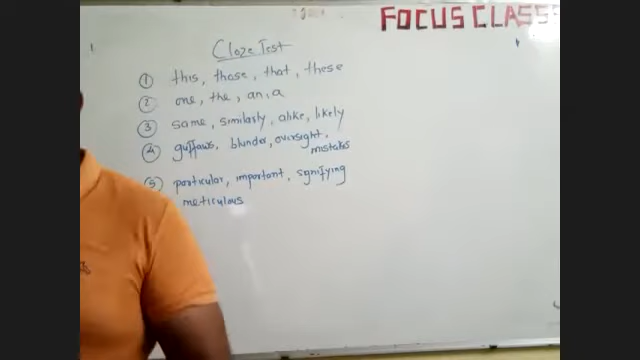 FOCUS CLASS
Cloze Test
① this, those, that, these
② one, the, an, a
③ same, similarly, alike, likely
④ guffaws, blunder, oversight,
mistakes
⑤ particular, important, signifying
meticulous